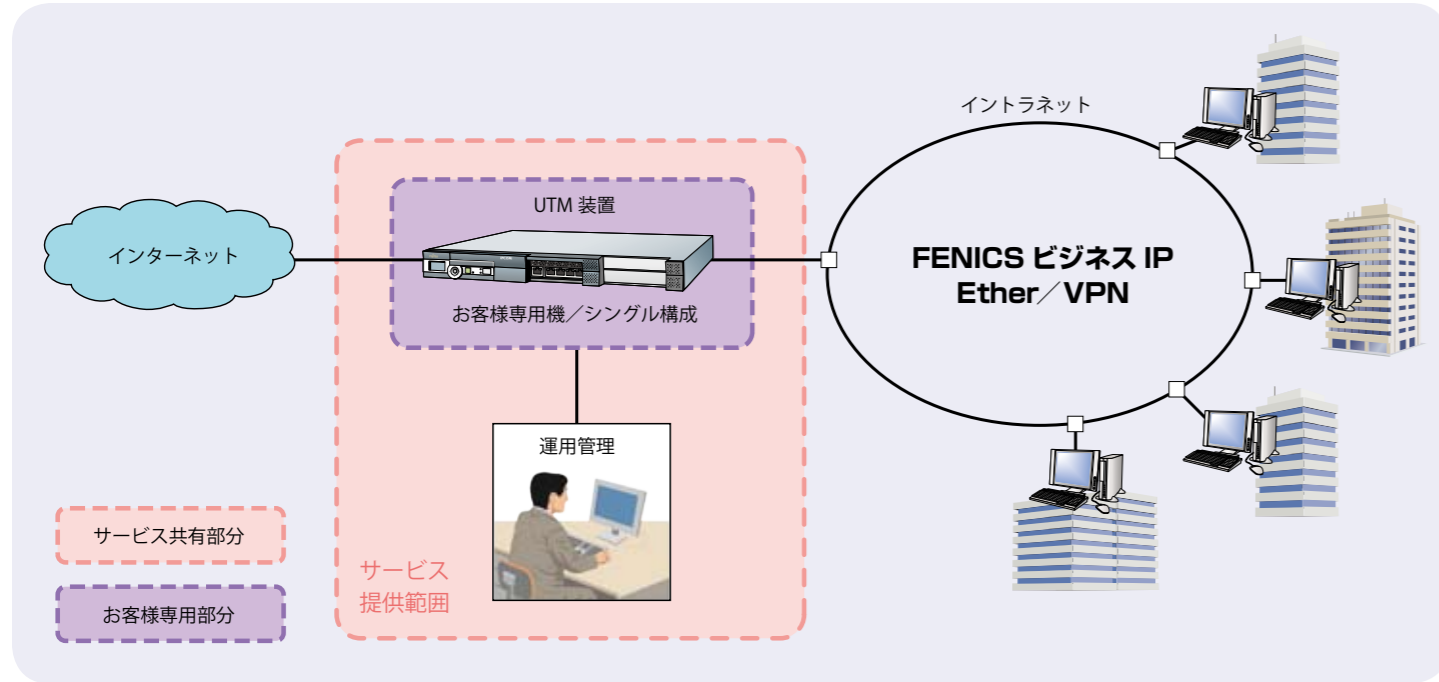 イントラネット
UTM 装置
インターネット
FENICS ビジネス IP
Ether／VPN
お客様専用機／シングル構成
運用管理
サービス共有部分
サービス
提供範囲
お客様専用部分